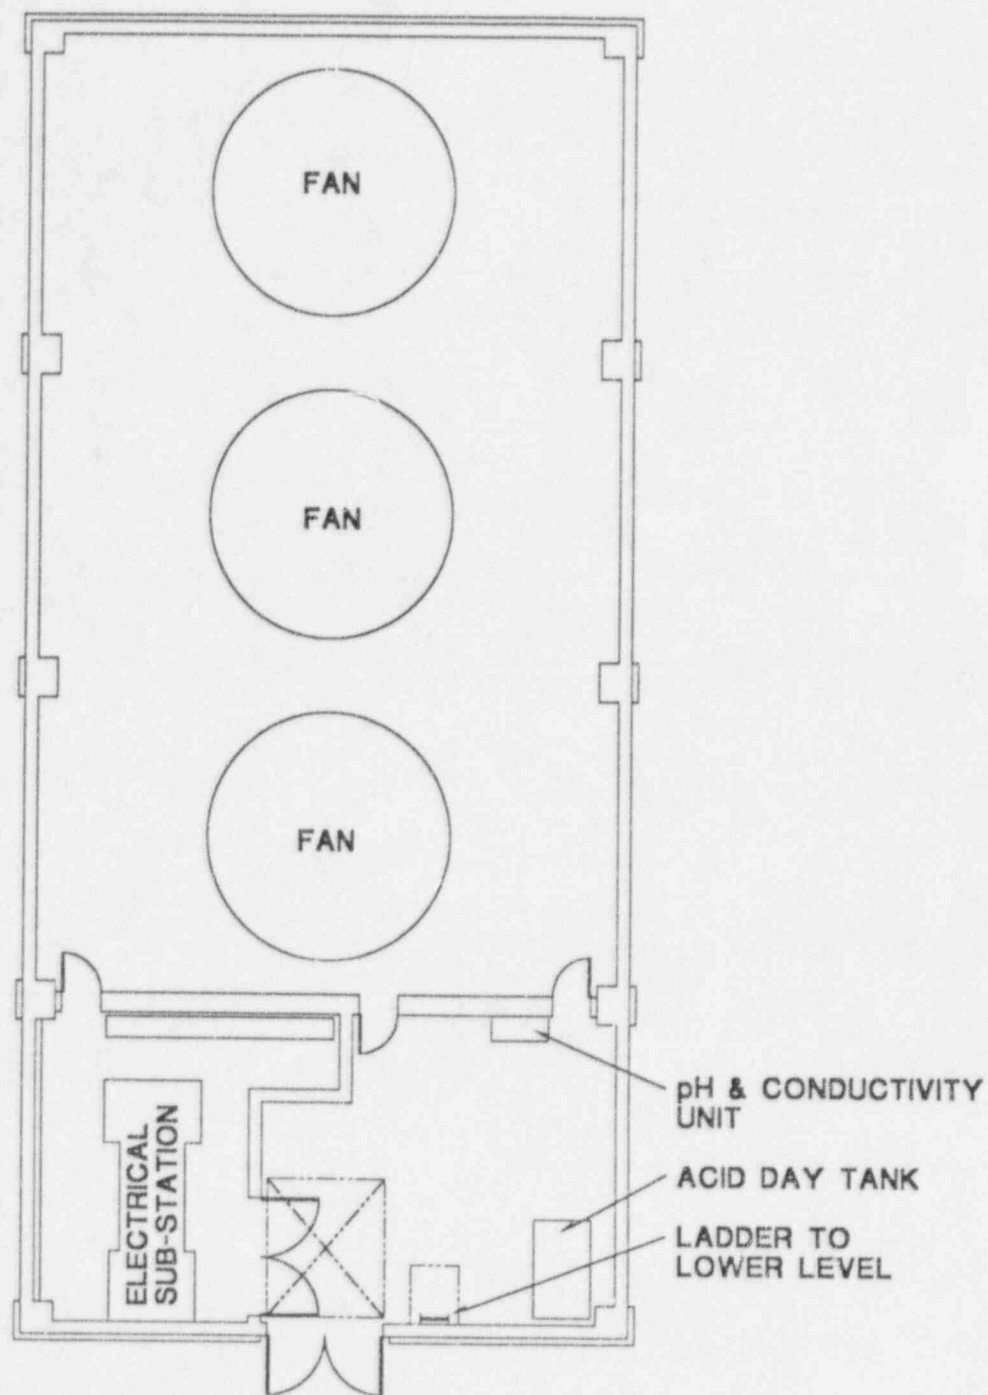 FAN
FAN
FAN
pH & CONDUCTIVITY
UNIT
ACID DAY TANK
LADDER TO
LOWER LEVEL
ELECTRICAL
SUB-STATION